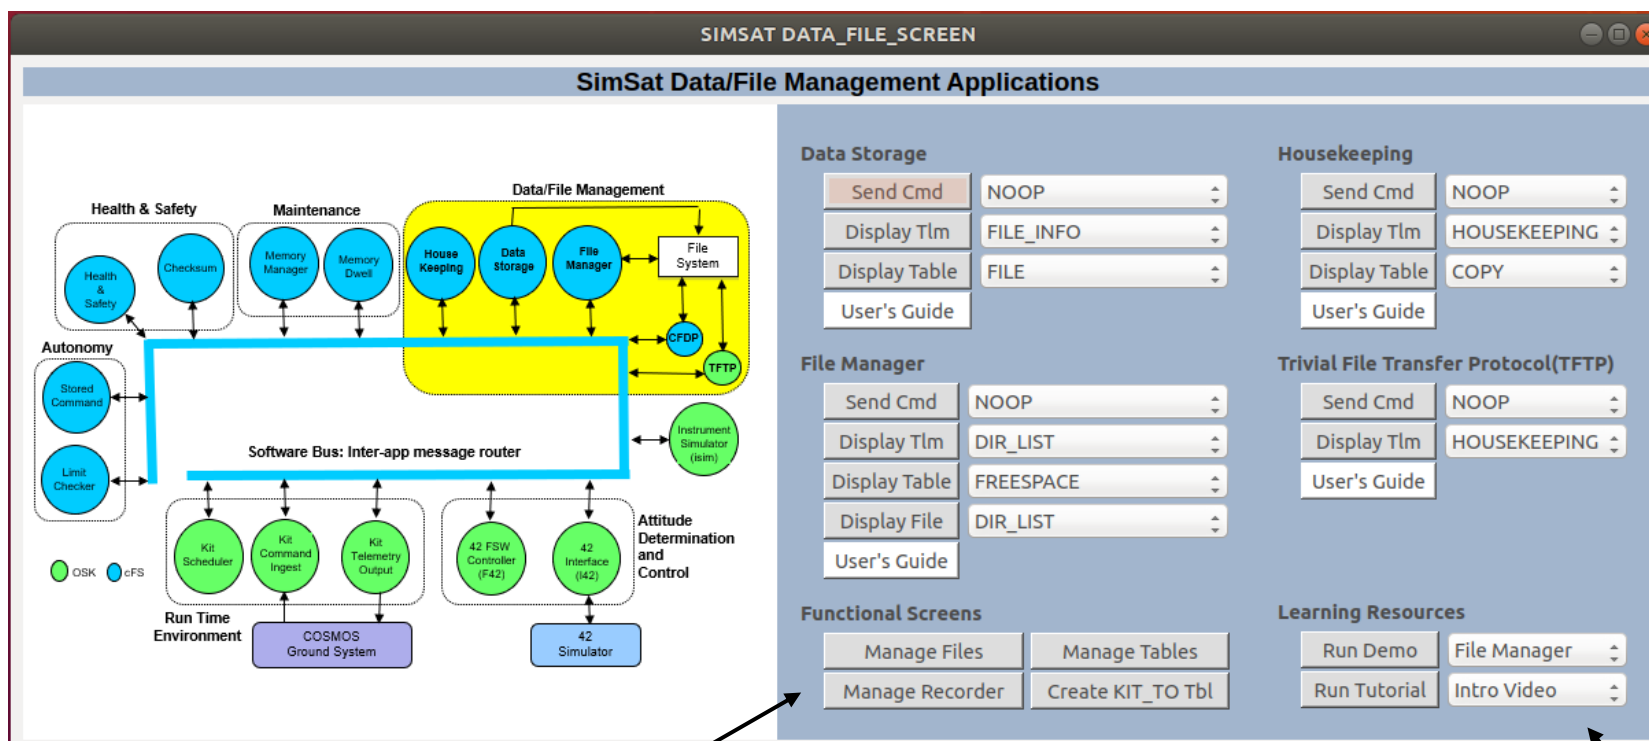 SIMSAT DATA_FILE_SCREEN
SimSat Data/File Management Applications
Health & Safety
Maintenance
Data/File Management
Health
&
Safety
Checksum
Memory
Manager
Memory
Dwell
House
Keeping
Data
Storage
File
Manager
File
System
CFDP
TFTP
Autonomy
Stored
Command
Limit
Checker
Software Bus: Inter-app message router
Instrument
Simulator
(isim)
Kit
Scheduler
Kit
Command
Ingest
Kit
Telemetry
Output
42 FSW
Controller
(F42)
42
Interface
(I42)
Attitude
Determination
and
Control
OSK
cFS
Run Time
Environment
COSMOS
Ground System
42
Simulator
Data Storage
Send Cmd NOOP
Display Tlm FILE_INFO
Display Table FILE
User's Guide
Housekeeping
Send Cmd NOOP
Display Tlm HOUSEKEEPING
Display Table COPY
User's Guide
File Manager
Send Cmd NOOP
Display Tlm DIR_LIST
Display Table FREESPACE
Display File DIR_LIST
User's Guide
Trivial File Transfer Protocol(TFTP)
Send Cmd NOOP
Display Tlm HOUSEKEEPING
User's Guide
Functional Screens
Manage Files Manage Tables
Manage Recorder Create KIT_TO Tbl
Learning Resources
Run Demo File Manager
Run Tutorial Intro Video